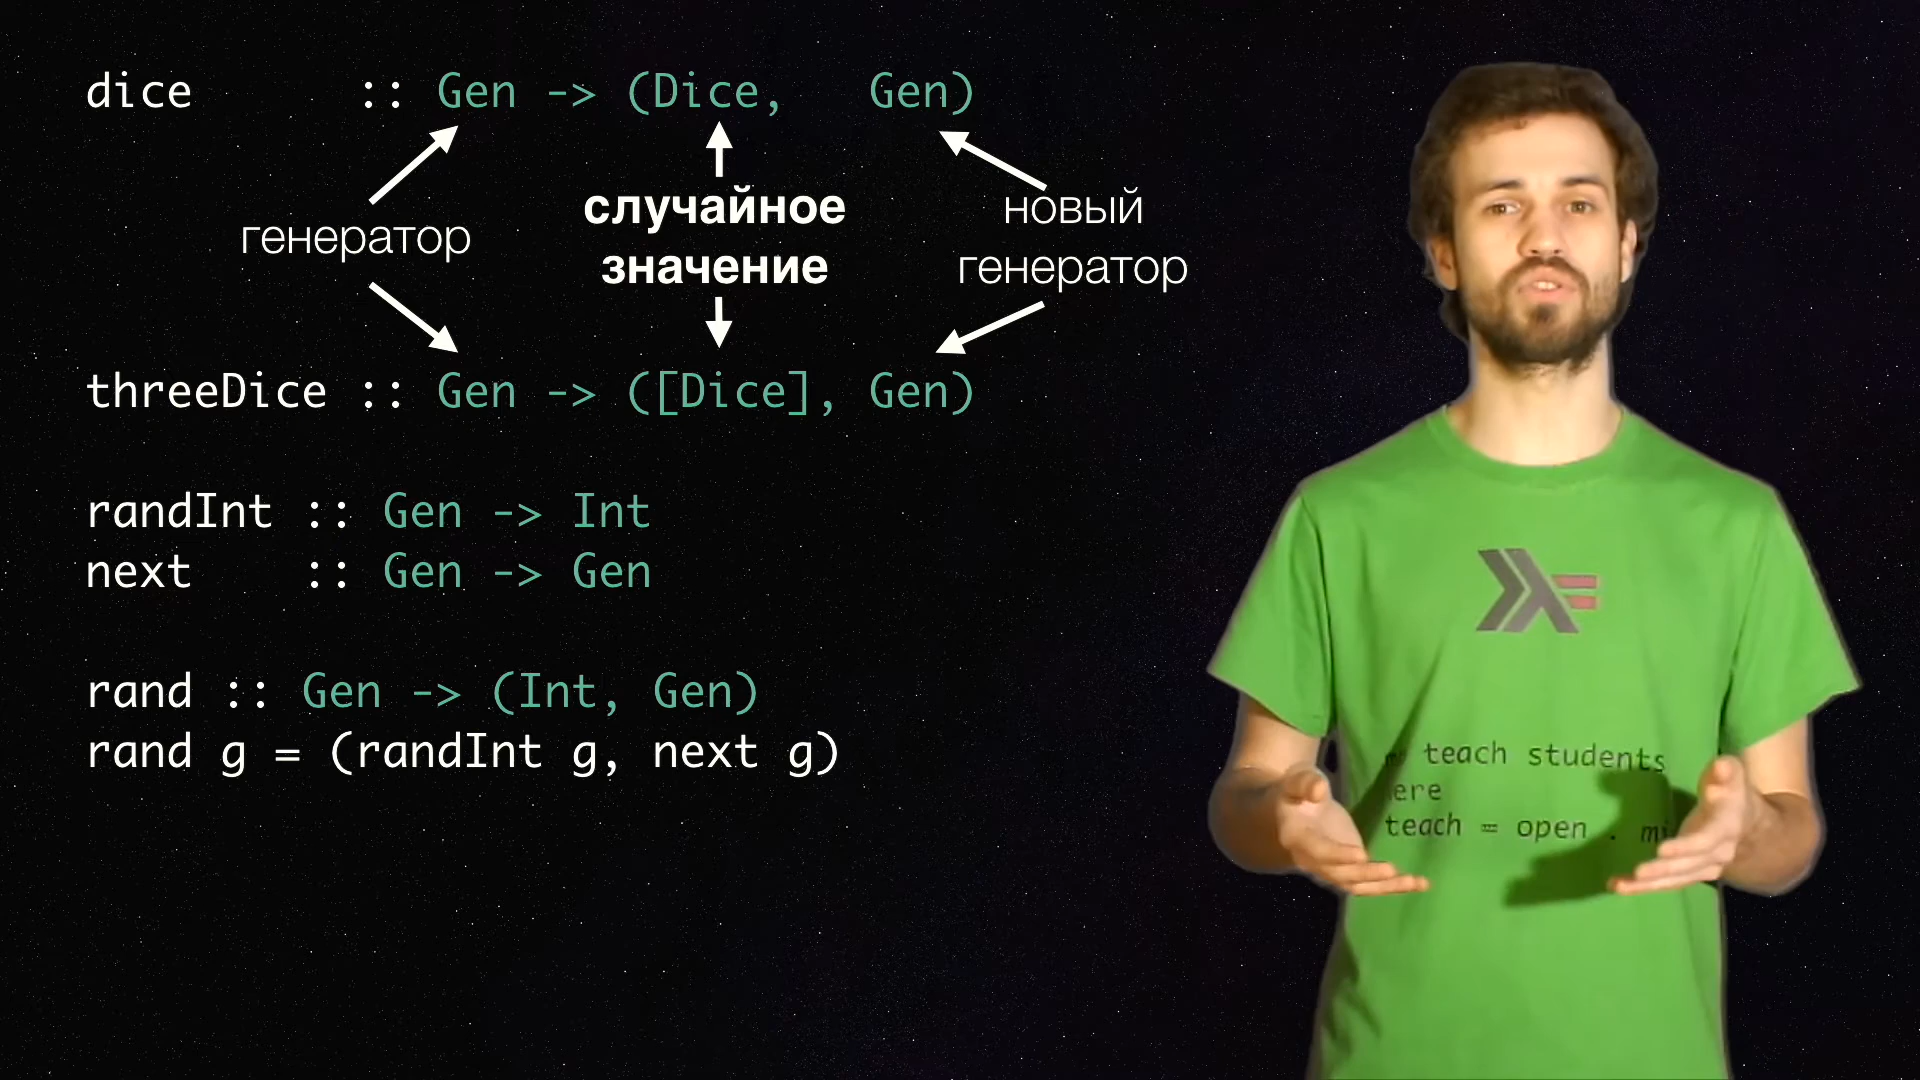 dice :: Gen -> (Dice, Gen)
генератор
случайное
значение
новый
генератор
threeDice :: Gen -> ([Dice], Gen)
randInt :: Gen -> Int
next :: Gen -> Gen
rand :: Gen -> (Int, Gen)
rand g = (randInt g, next g)
teach students
teach = open .